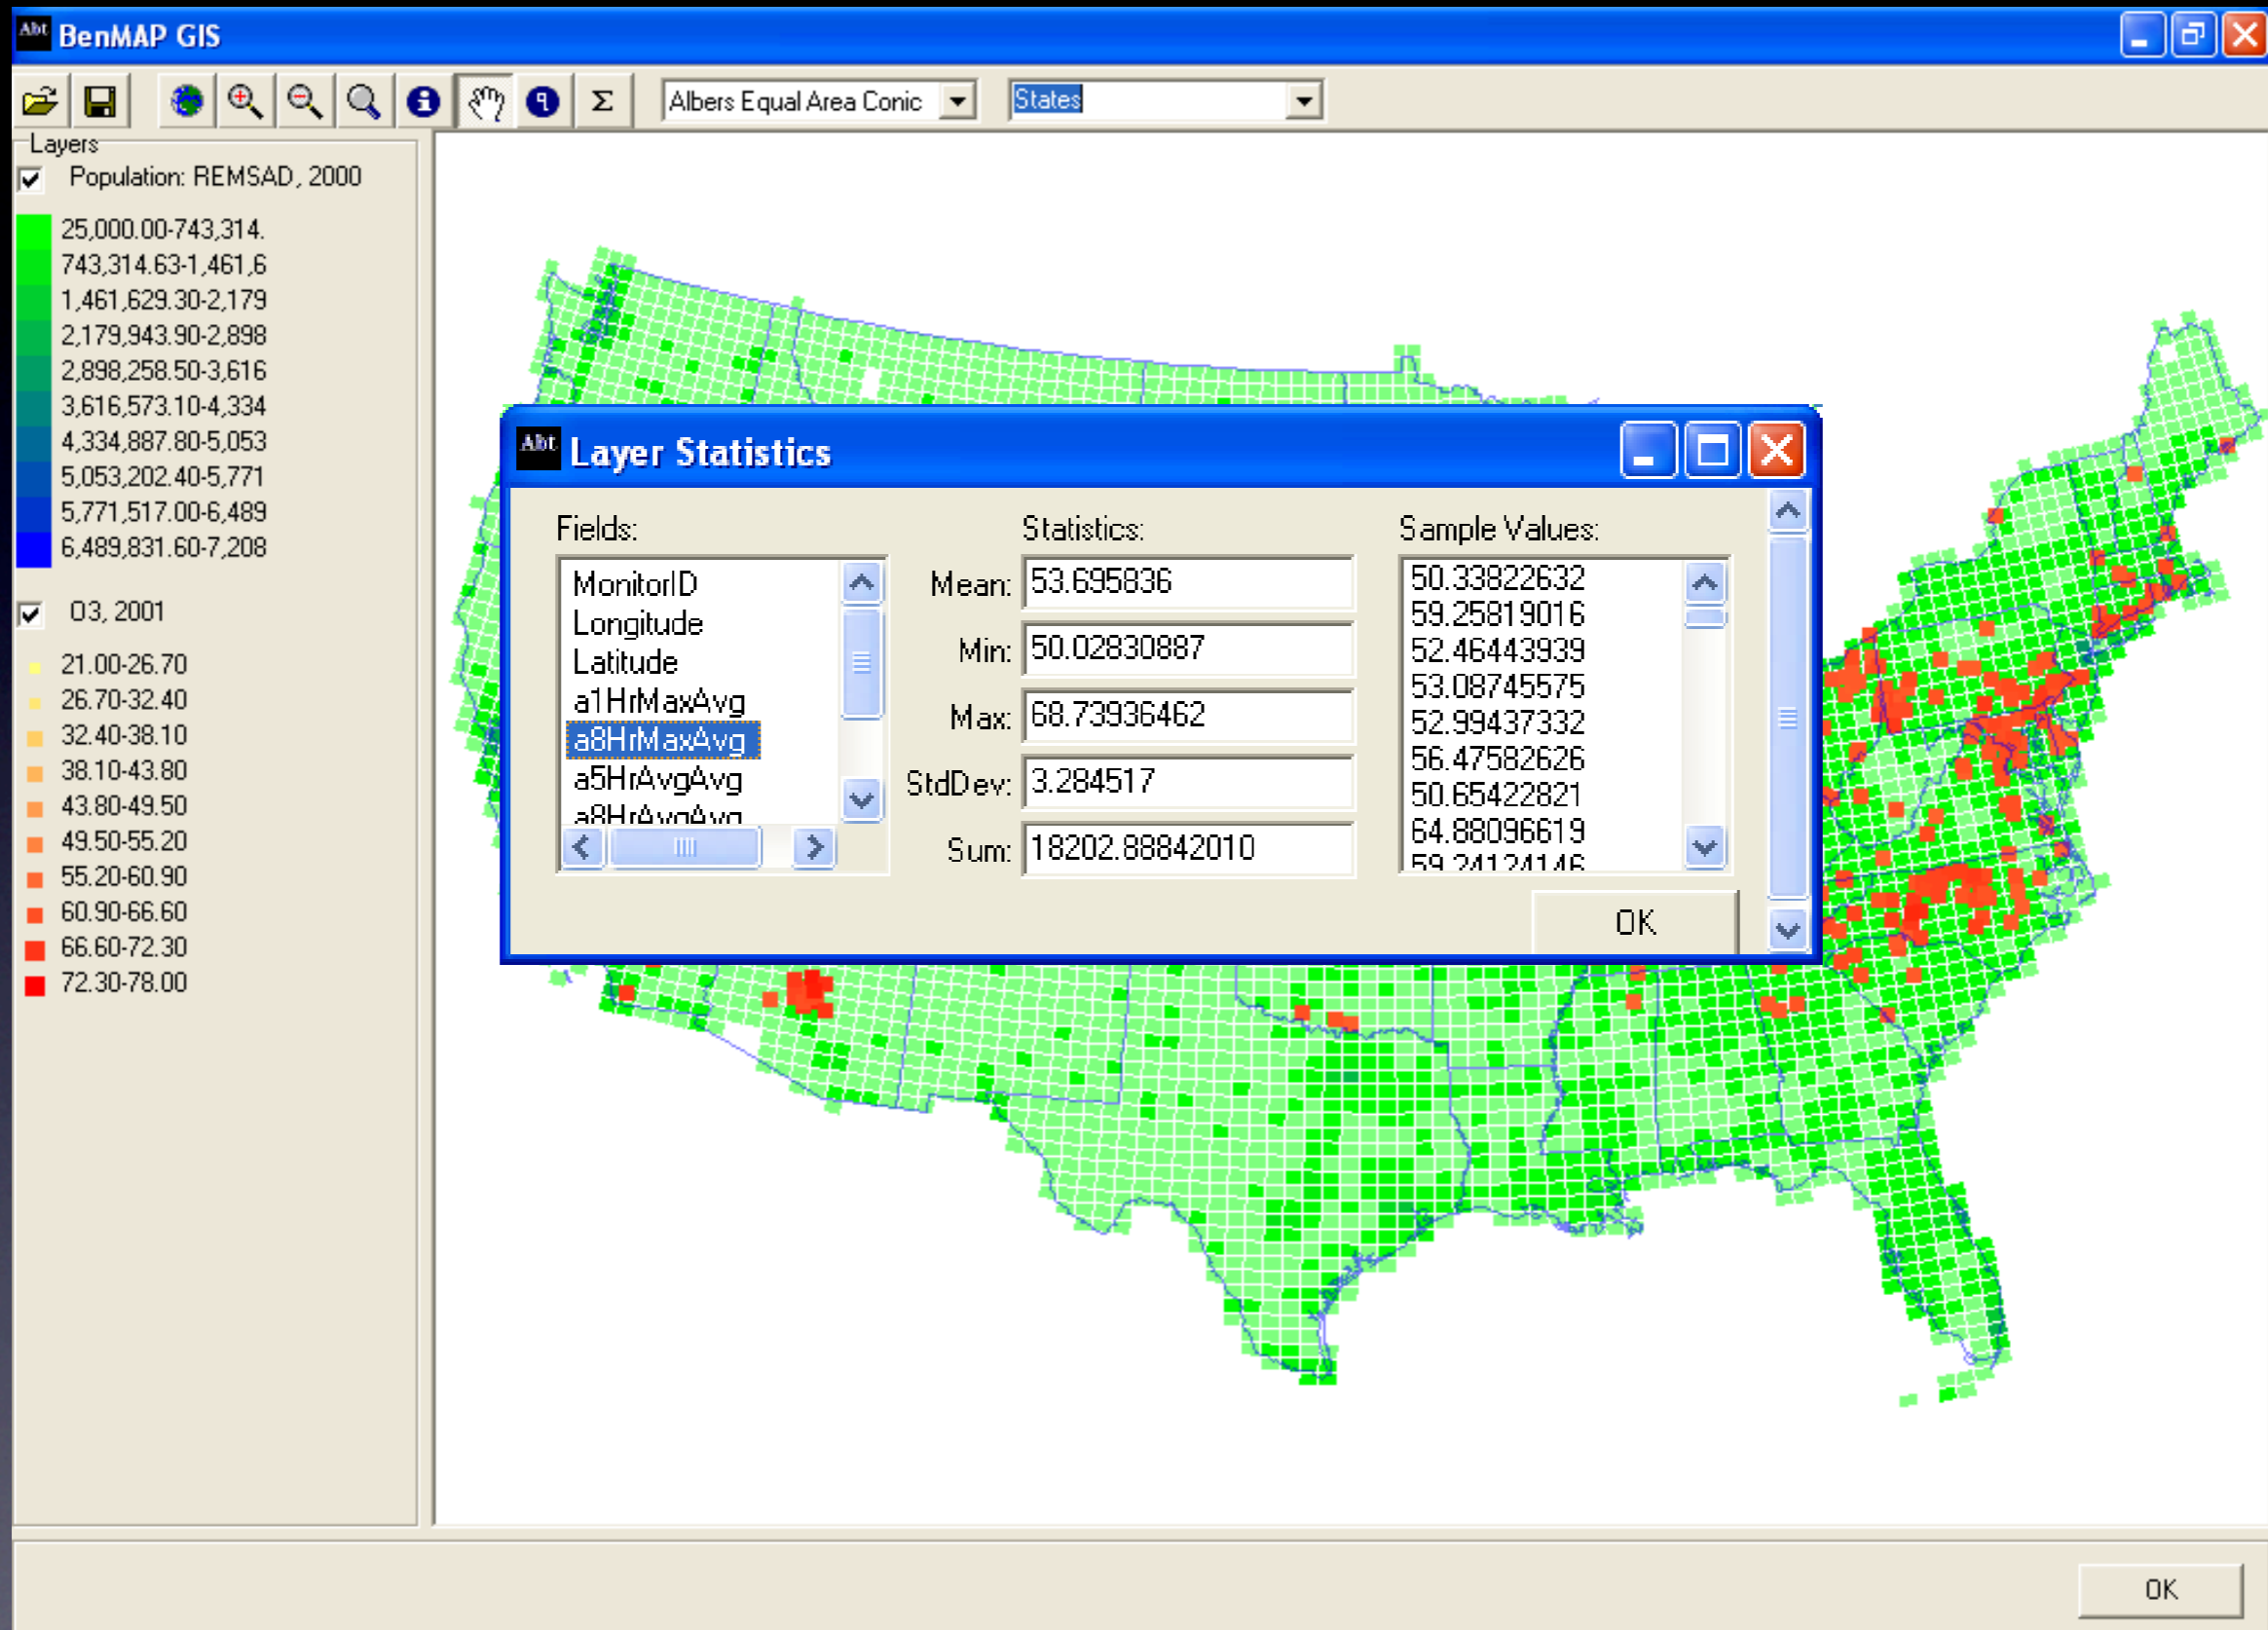 Abt BenMAP GIS
Σ Albers Equal Area Conic States
Layers
Population: REMSAD, 2000
25,000.00-743,314.
743,314.63-1,461,6
1,461,629.30-2,179
2,179,943.90-2,898
2,898,258.50-3,616
3,616,573.10-4,334
4,334,887.80-5,053
5,053,202.40-5,771
5,771,517.00-6,489
6,489,831.60-7,208
O3, 2001
21.00-26.70
26.70-32.40
32.40-38.10
38.10-43.80
43.80-49.50
49.50-55.20
55.20-60.90
60.90-66.60
66.60-72.30
72.30-78.00
Abt Layer Statistics
Fields:
MonitorID
Longitude
Latitude
a1HrMaxAvg
a8HrMaxAvg
a5HrAvgAvg
a8HrAvgAvg
Statistics:
Mean: 53.695836
Min: 50.02830887
Max: 68.73936462
StdDev: 3.284517
Sum: 18202.88842010
Sample Values:
50.33822632
59.25819016
52.46443939
53.08745575
52.99437332
56.47582626
50.65422821
64.88096619
59.24124146
OK
OK